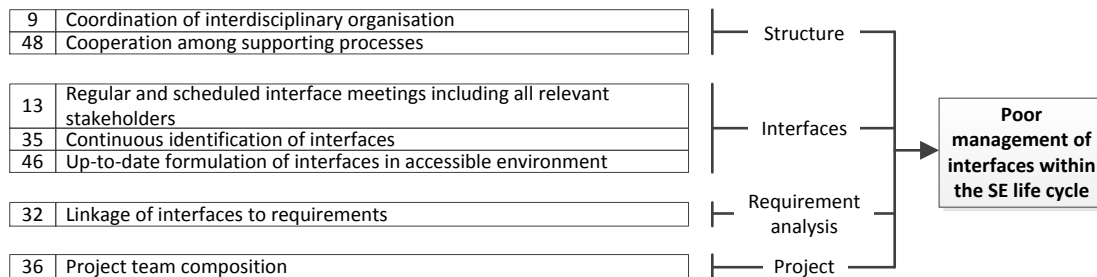 9 Coordination of interdisciplinary organisation
48 Cooperation among supporting processes
Structure
13 Regular and scheduled interface meetings including all relevant
stakeholders
35 Continuous identification of interfaces
46 Up-to-date formulation of interfaces in accessible environment
Interfaces
32 Linkage of interfaces to requirements
Requirement
analysis
36 Project team composition
Project
Poor
management of
interfaces within
the SE life cycle